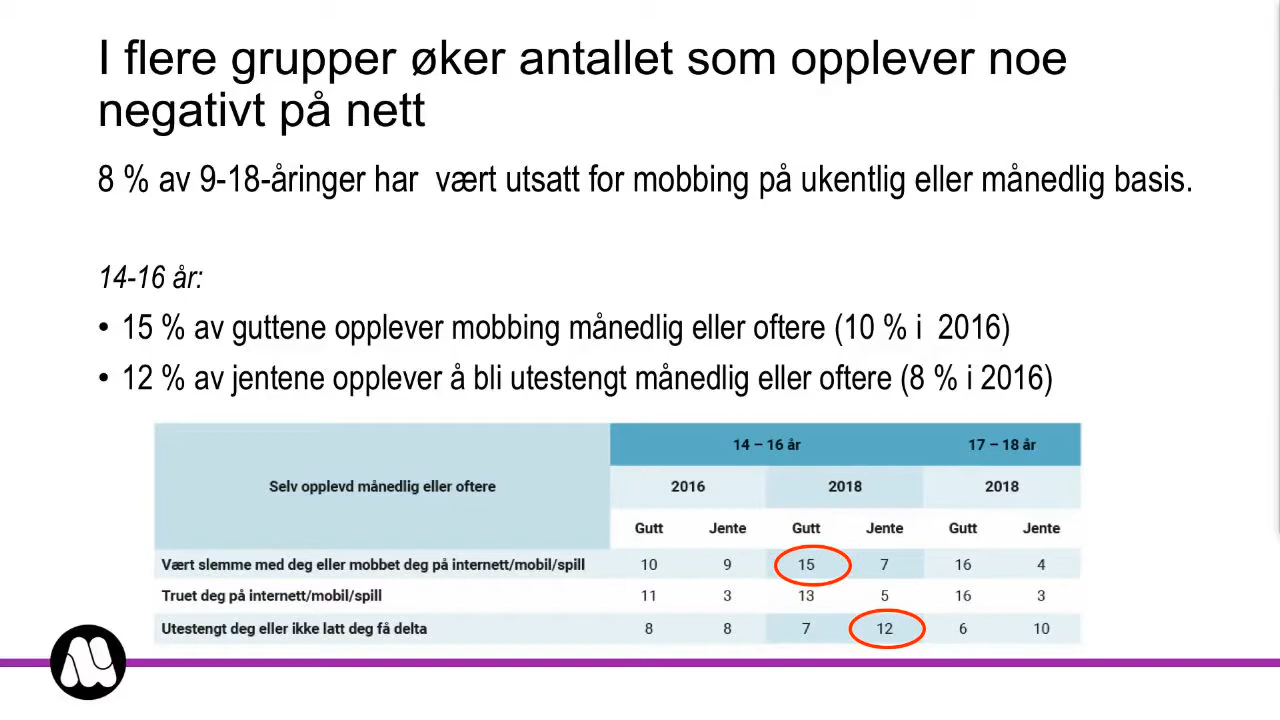 I flere grupper øker antallet som opplever noe
negativt på nett
8 % av 9-18-åringer har  vært utsatt for mobbing på ukentlig eller månedlig basis.
14-16 år:
• 15 % av guttene opplever mobbing månedlig eller oftere (10 % i  2016)
• 12 % av jentene opplever å bli utestengt månedlig eller oftere (8 % i 2016)
14 – 16 år 17 – 18 år
Selv opplevd månedlig eller oftere 2016 2018 2018
Gutt Jente Gutt Jente Gutt Jente
Vært slemme med deg eller mobbet deg på internett/mobil/spill 10 9 15 7 16 4
Truet deg på internett/mobil/spill 11 3 13 5 16 3
Utestengt deg eller ikke latt deg få delta 8 8 7 12 6 10